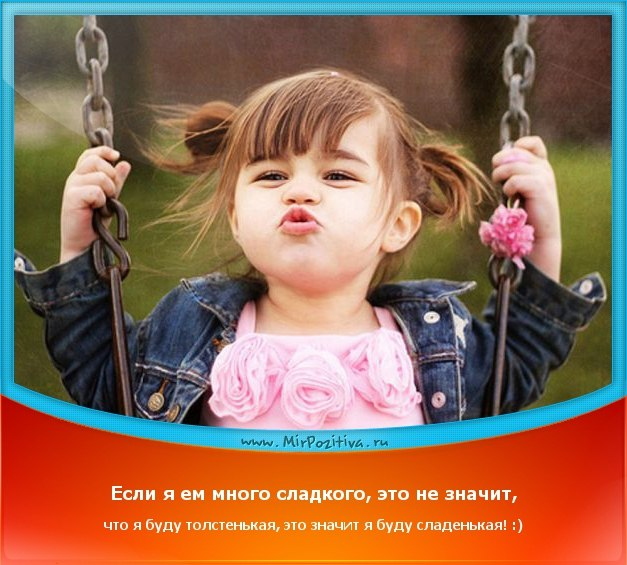 www.MirPozitiva.ru
Если я ем много сладкого, это не значит,
что я буду толстенькая, это значит я буду сладенькая! :)